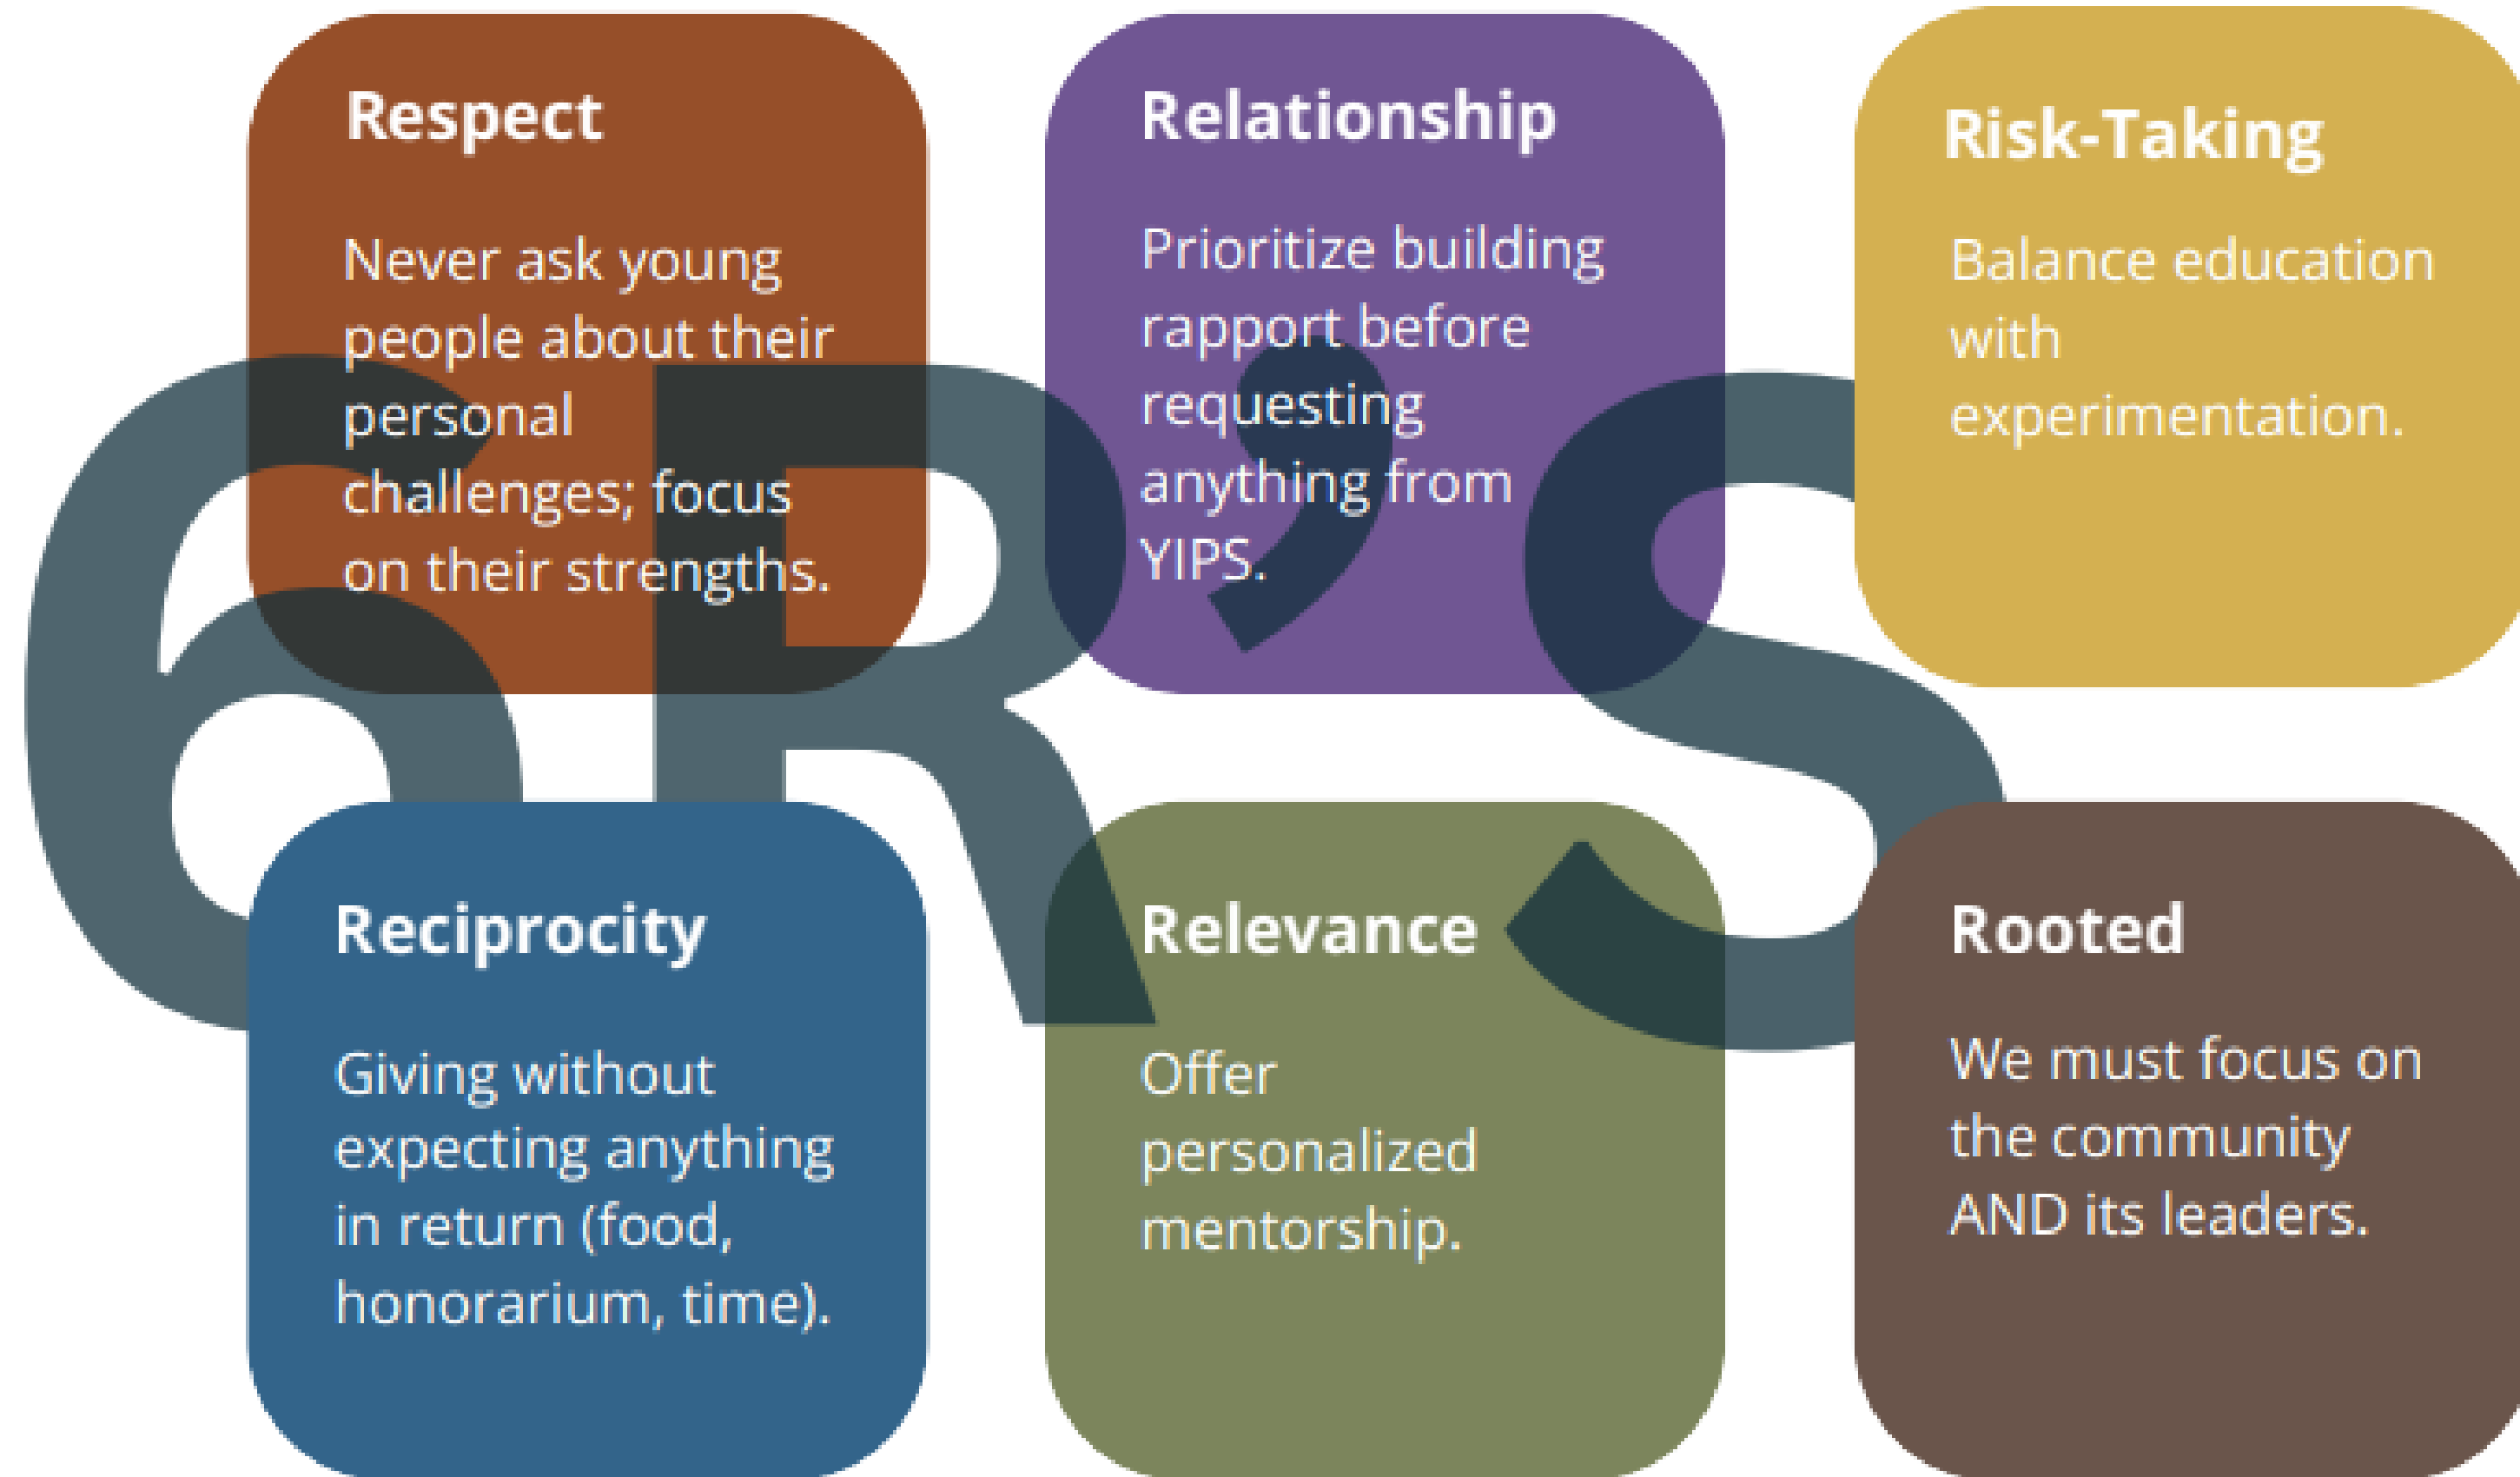 6R's
Respect
Never ask young
people about their
personal
challenges; focus
on their strengths.
Relationship
Prioritize building
rapport before
requesting
anything from
YIPS.
Risk-Taking
Balance education
with
experimentation.
Reciprocity
Giving without
expecting anything
in return (food,
honorarium, time).
Relevance
Offer
personalized
mentorship.
Rooted
We must focus on
the community
AND its leaders.